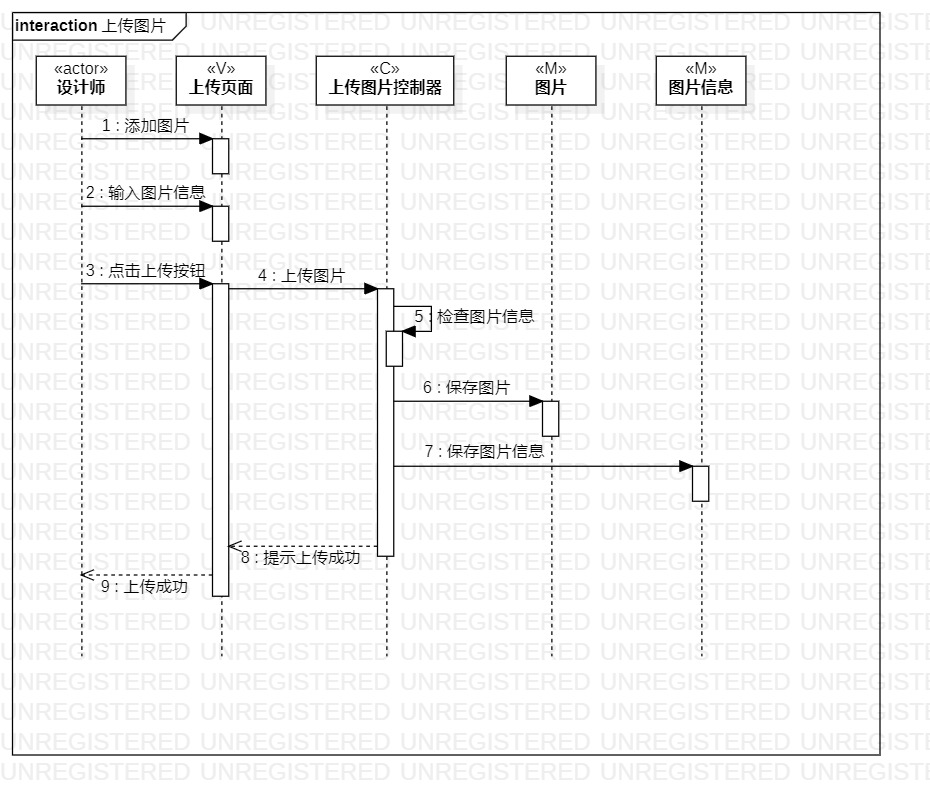 interaction 上传图片
«actor»
设计师
«V»
上传页面
«C»
上传图片控制器
«M»
图片
«M»
图片信息
1 : 添加图片
2 : 输入图片信息
3 : 点击上传按钮
4 : 上传图片
5 : 检查图片信息
6 : 保存图片
7 : 保存图片信息
8 : 提示上传成功
9 : 上传成功
UNREGISTERED